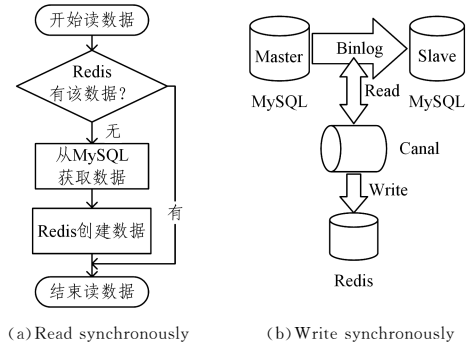 开始读数据
Redis
有该数据?
无
从MySQL
获取数据
有
Redis创建数据
结束读数据
(a)Read synchronously
Master
Binlog
Slave
MySQL
Read
MySQL
Canal
Write
Redis
(b)Write synchronously